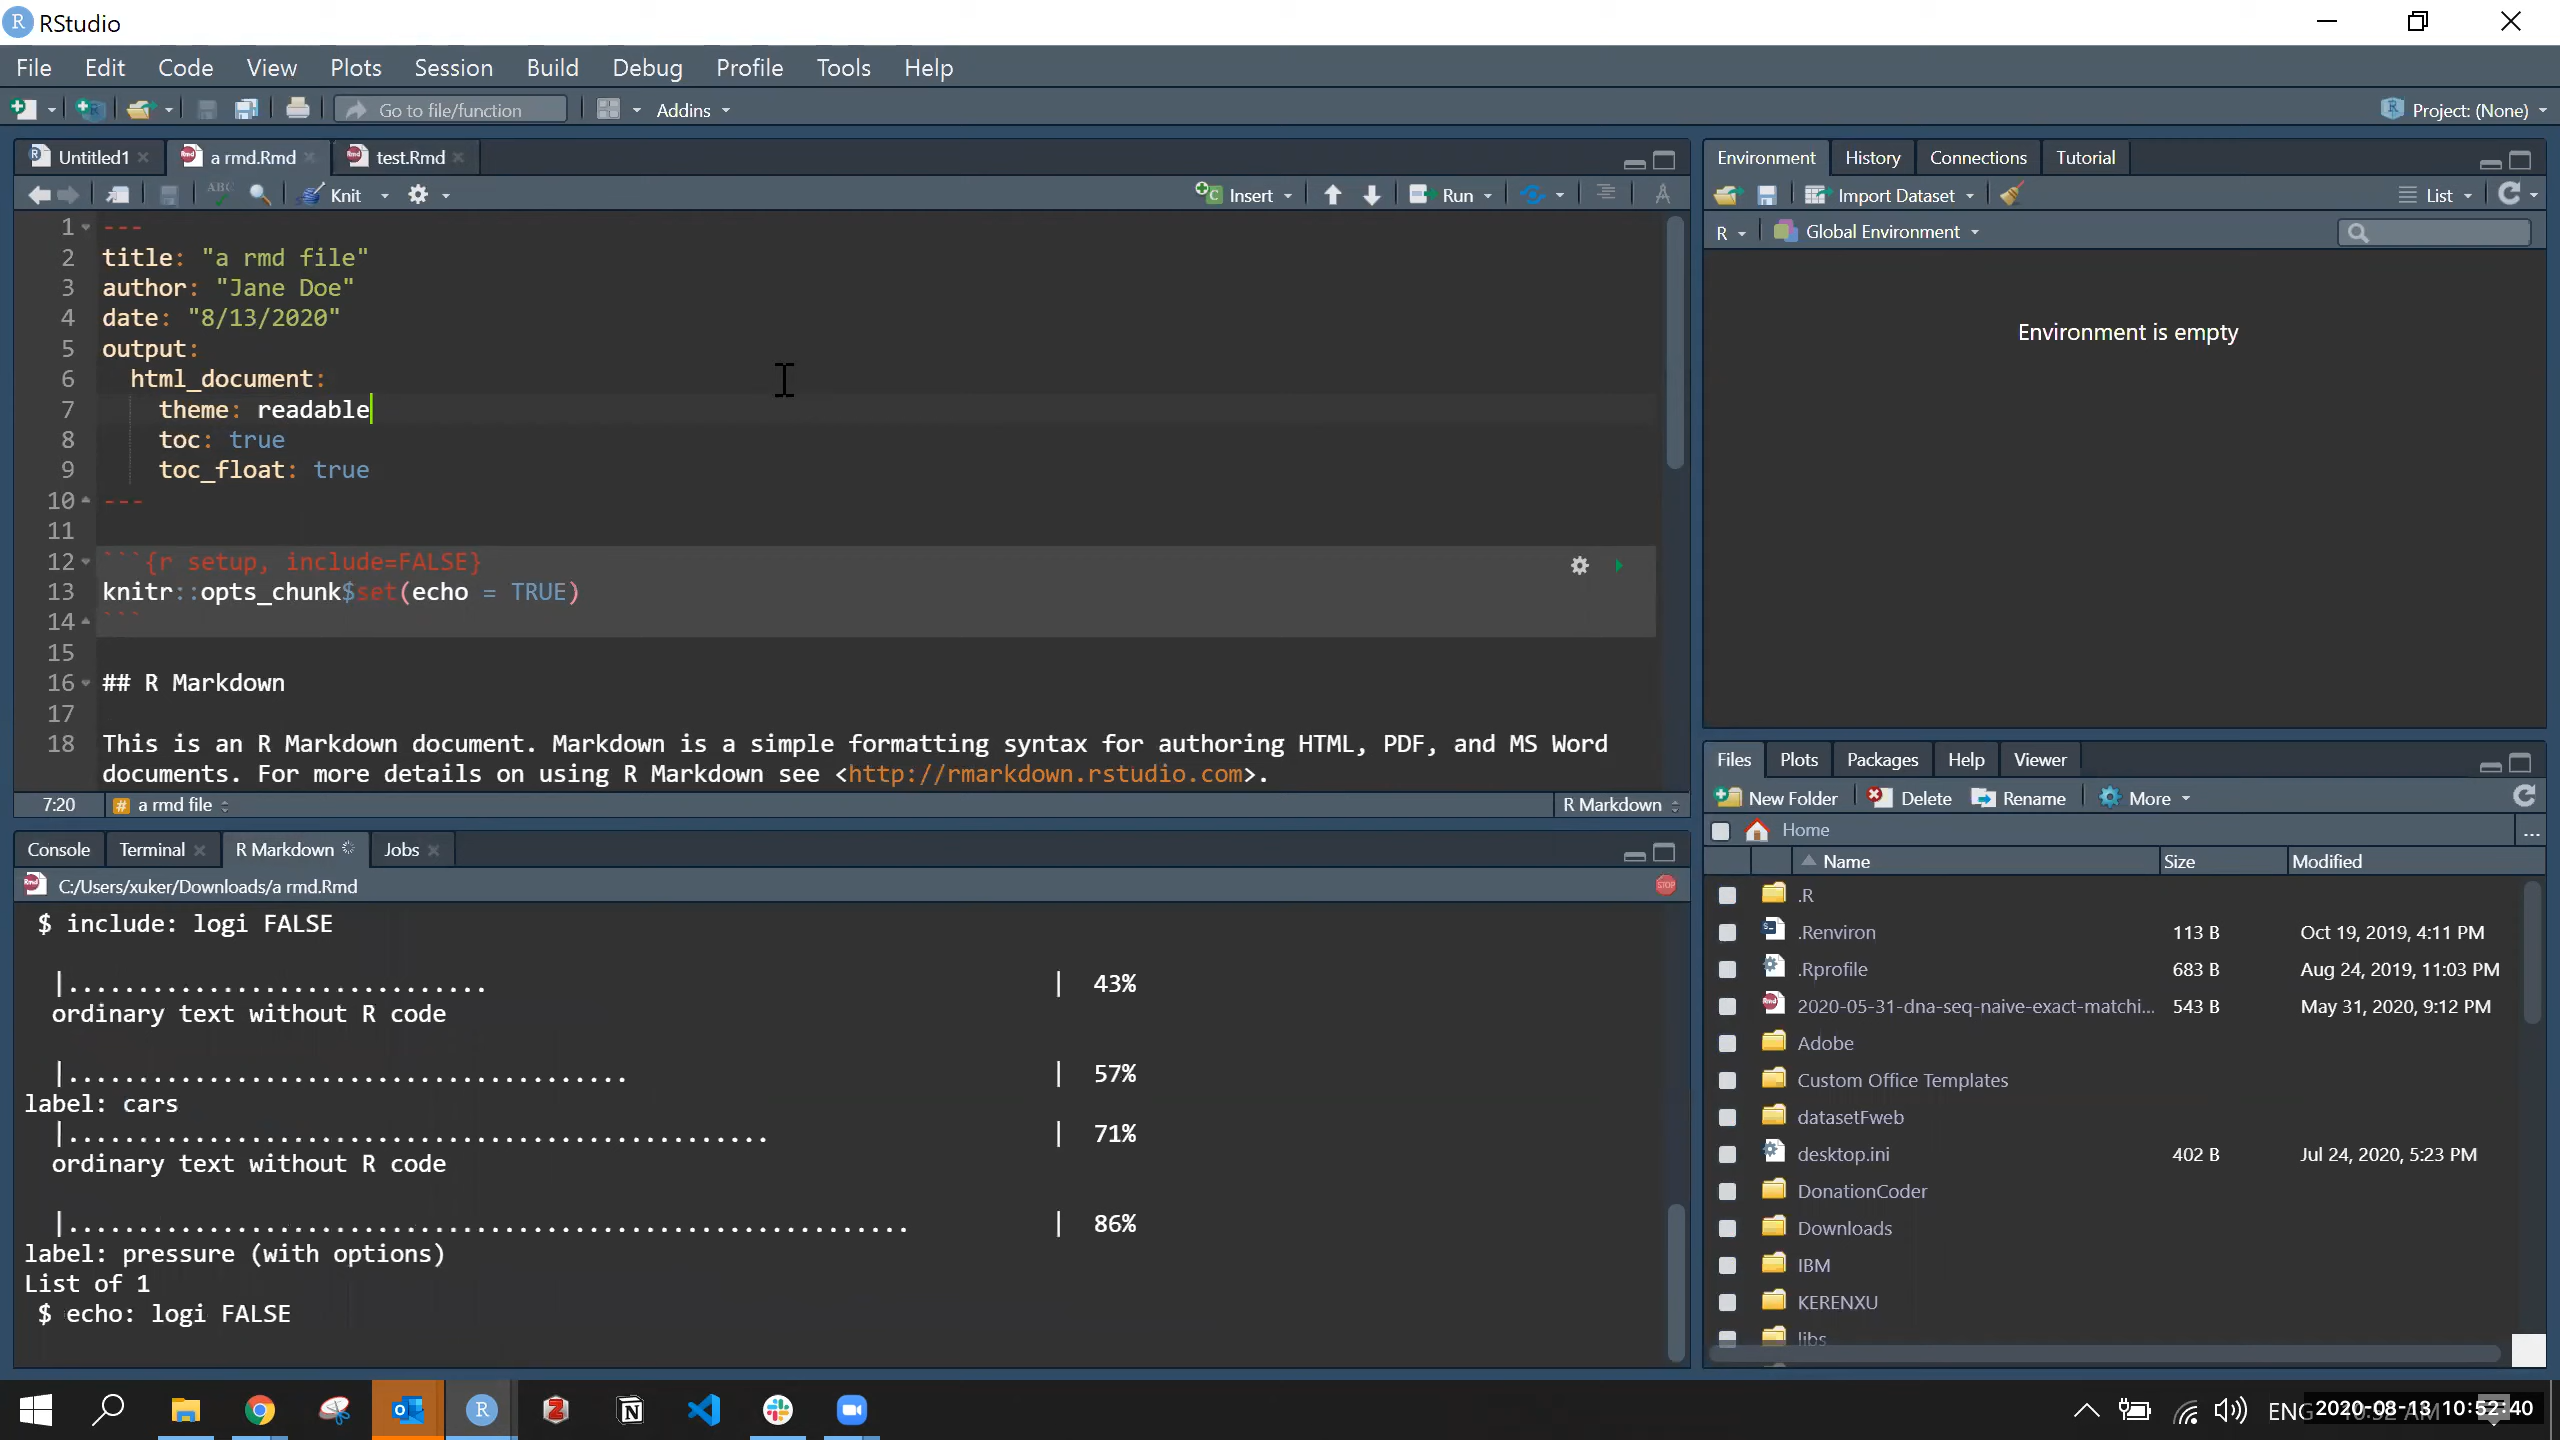 RStudio
File Edit Code View Plots Session Build Debug Profile Tools Help
Go to file/function Addins Project: (None)
Untitled1 a rmd.Rmd test.Rmd
ABC Knit Insert Run
1 ---
2 title: "a rmd file"
3 author: "Jane Doe"
4 date: "8/13/2020"
5 output:
6 html_document:
7 theme: readable
8 toc: true
9 toc_float: true
10 ---
11
12 ```{r setup, include=FALSE}
13 knitr::opts_chunk$set(echo = TRUE)
14 ```
15
16 ## R Markdown
17
18 This is an R Markdown document. Markdown is a simple formatting syntax for authoring HTML, PDF, and MS Word
documents. For more details on using R Markdown see <http://rmarkdown.rstudio.com>.
7:20 a rmd file R Markdown
Console Terminal R Markdown Jobs
C:/Users/xuker/Downloads/a rmd.Rmd
STOP
$ include: logi FALSE
|.............................. | 43%
ordinary text without R code
|........................................ | 57%
label: cars
|.................................................. | 71%
ordinary text without R code
|............................................................ | 86%
label: pressure (with options)
List of 1
$ echo: logi FALSE
Environment History Connections Tutorial
Import Dataset List
R Global Environment
Environment is empty
Files Plots Packages Help Viewer
New Folder Delete Rename More
Home ...
Name Size Modified
.R
.Renviron 113 B Oct 19, 2019, 4:11 PM
.Rprofile 683 B Aug 24, 2019, 11:03 PM
2020-05-31-dna-seq-naive-exact-matchi... 543 B May 31, 2020, 9:12 PM
Adobe
Custom Office Templates
datasetFweb
desktop.ini 402 B Jul 24, 2020, 5:23 PM
DonationCoder
Downloads
IBM
KERENXU
libs
ENG 2020-08-13 10:52:40